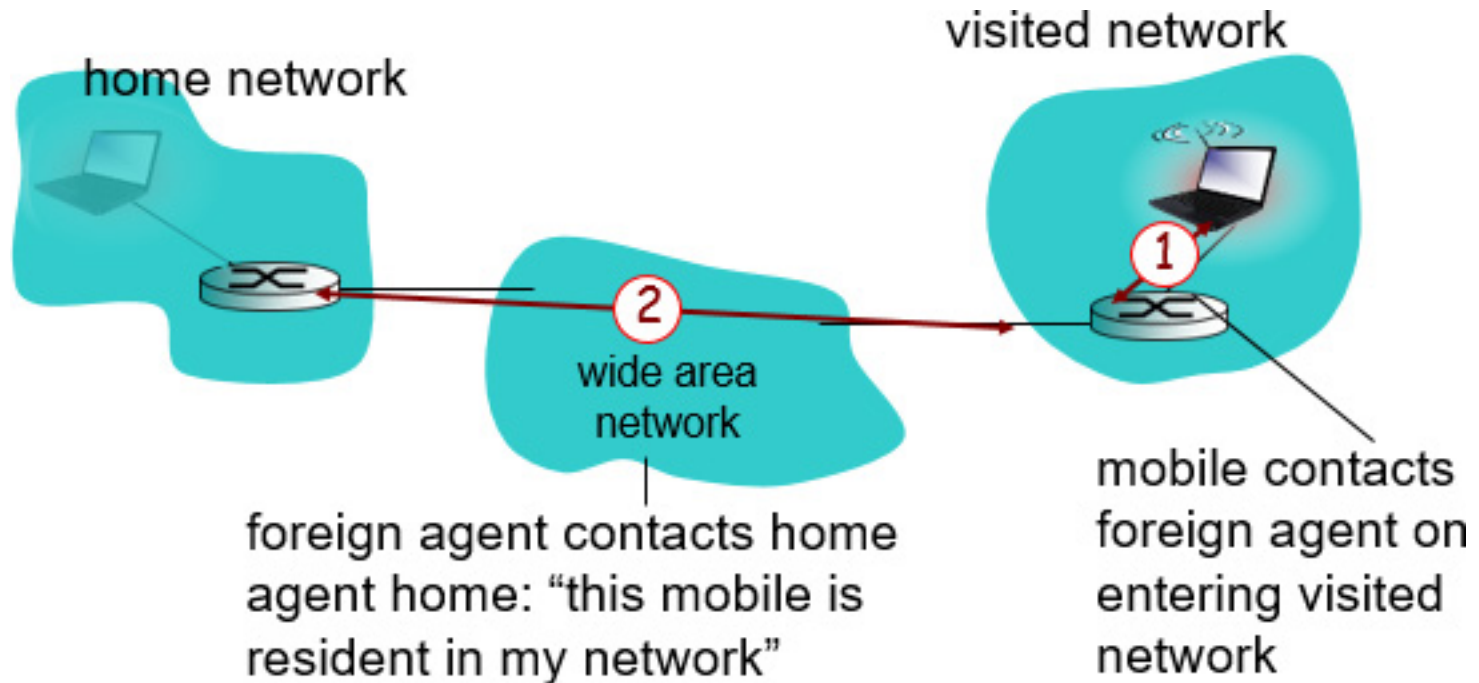 visited network
home network
1
2
wide area
network
foreign agent contacts home
agent home: “this mobile is
resident in my network”
mobile contacts
foreign agent on
entering visited
network